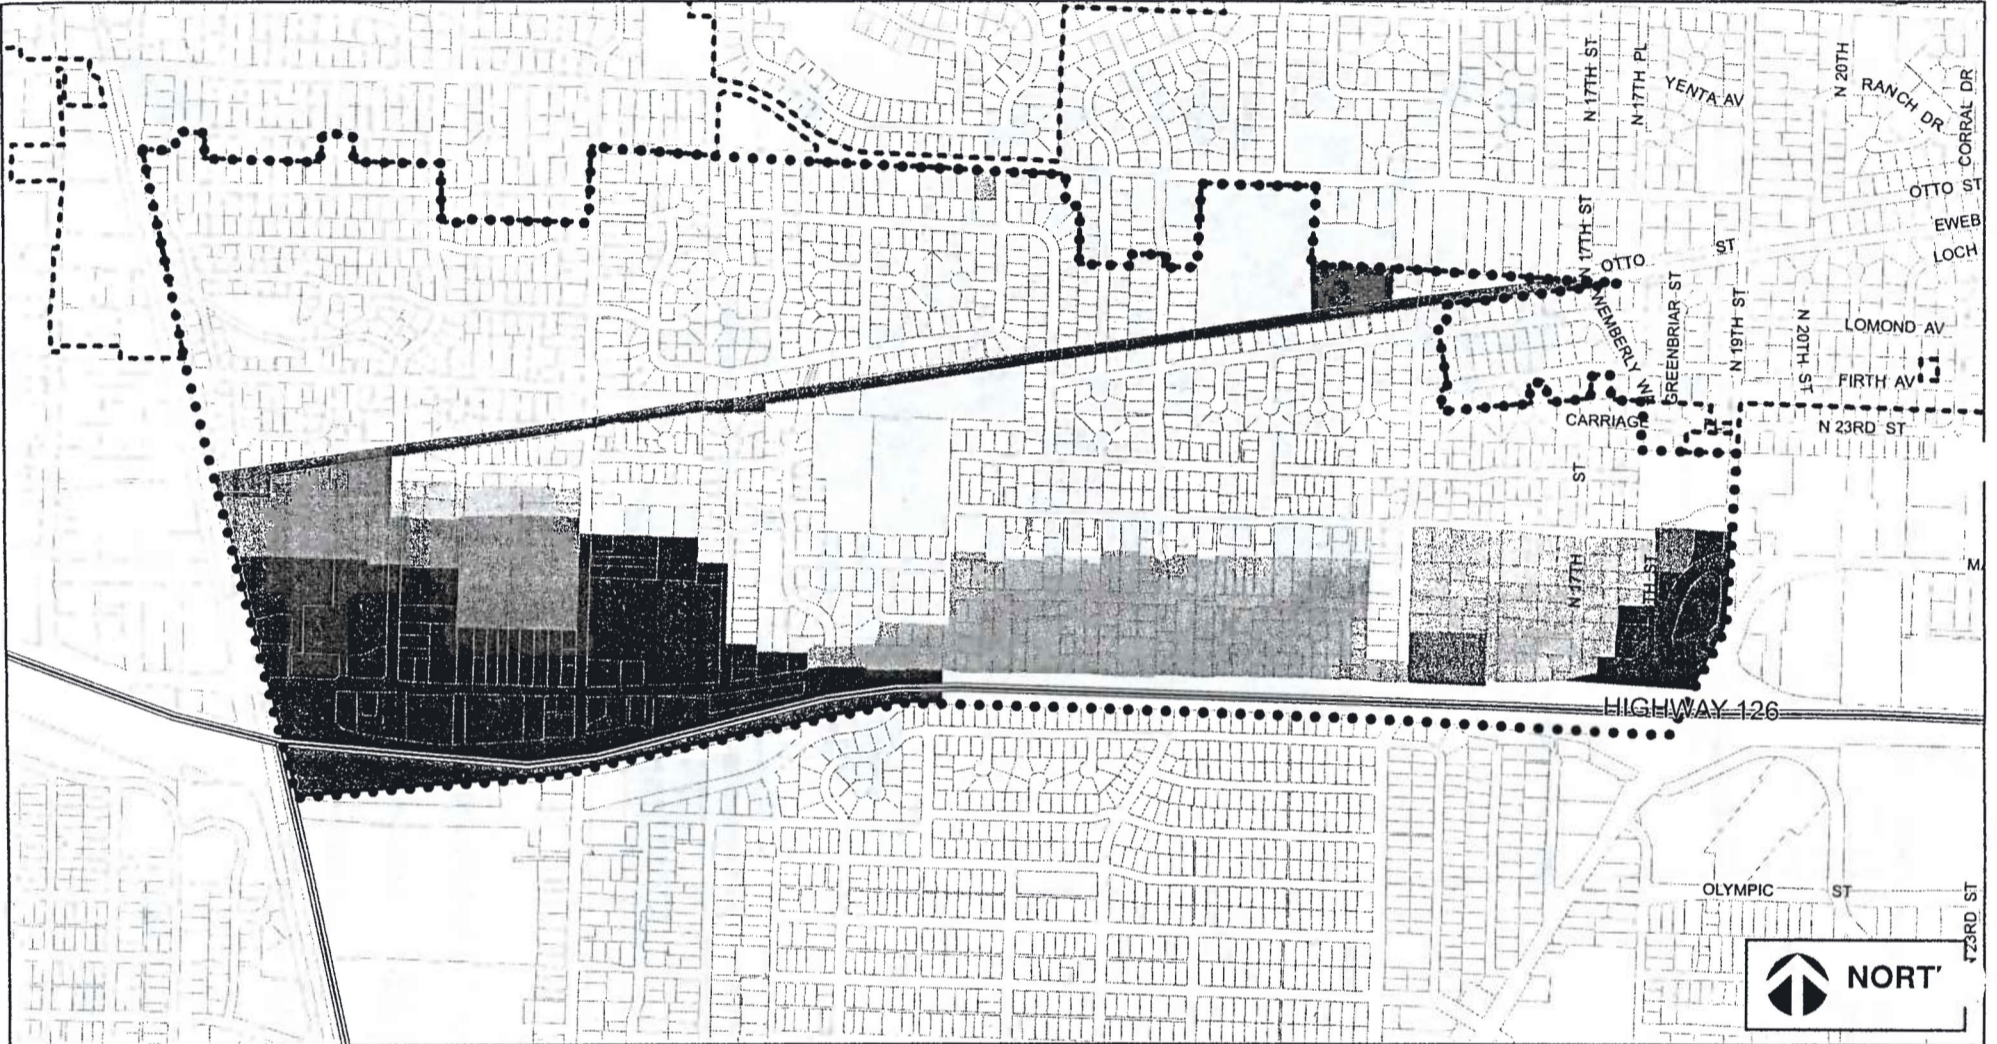 N 17TH ST
N 17TH PL
YENTA AV
N 20TH
RANCH DR
CORRAL DR
OTTO ST
EWEB
LOCH
N 17TH ST
OTTO ST
WEMBERLY
GREENBRIAR ST
N 19TH ST
N 20TH ST
LOMOND AV
FIRTH AV
CARRIAGE
N 23RD ST
ST
N 17TH
TH ST
HIGHWAY 126
OLYMPIC ST
23RD ST
NORT